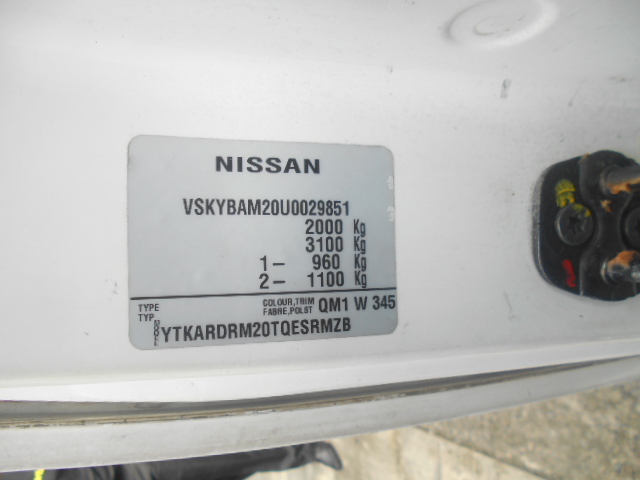 NISSAN
VSKYBAM20U0029851
2000 Kg
3100 Kg
1- 960 Kg
2- 1100 Kg
TYPE COLOUR,TRIM QM1 W 345
TYP FABRE,POLST
MODEL YTKARDRM20TQESRMZB